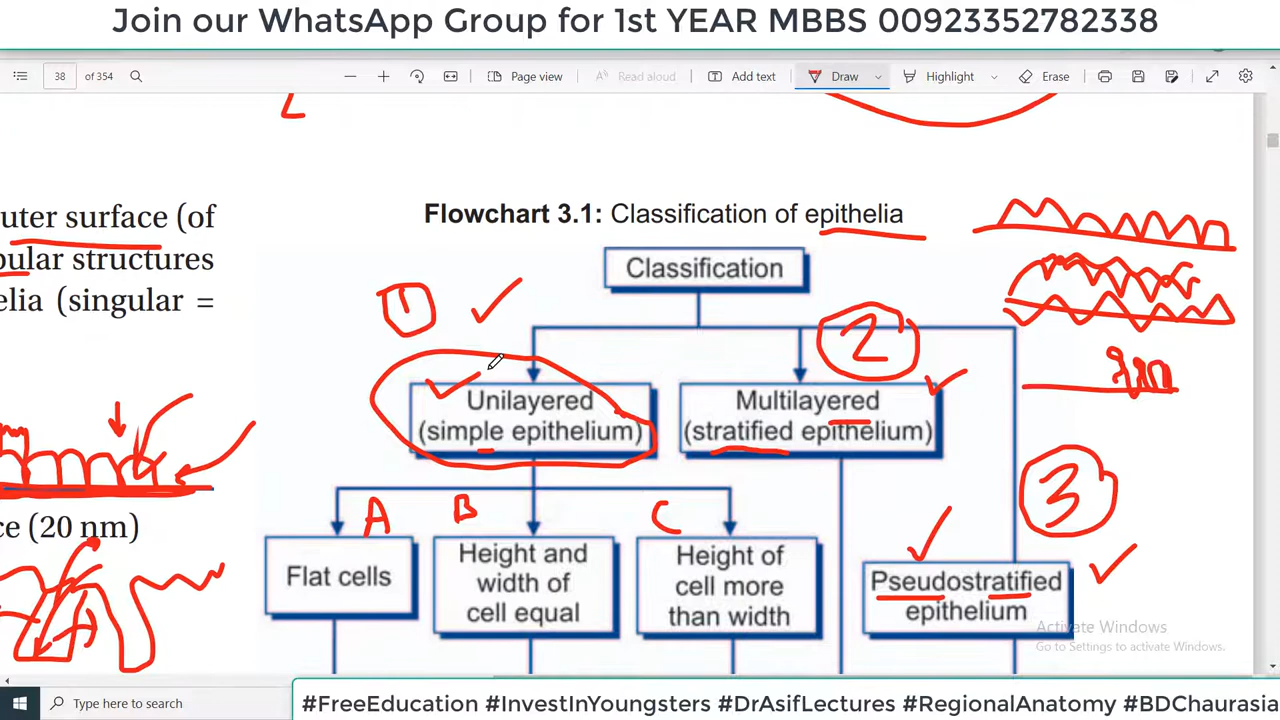 Join our WhatsApp Group for 1st YEAR MBBS 00923352782338
38 of 354
Page view
Read aloud
Add text
Draw
Highlight
Erase
uter surface (of
bular structures
elia (singular =
ce (20 nm)
Flowchart 3.1: Classification of epithelia
Classification
1
2
Unilayered
(simple epithelium)
Multilayered
(stratified epithelium)
3
A
B
C
Flat cells
Height and
width of
cell equal
Height of
cell more
than width
Pseudostratified
epithelium
Activate Windows
Go to Settings to activate Windows.
Type here to search
#FreeEducation #InvestInYoungsters #DrAsifLectures #RegionalAnatomy #BDChaurasia